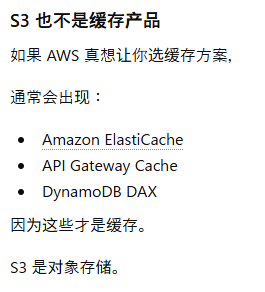 S3 也不是缓存产品
如果 AWS 真想让你选缓存方案，
通常会出现：
• Amazon ElastiCache
• API Gateway Cache
• DynamoDB DAX
因为这些才是缓存。
S3 是对象存储。